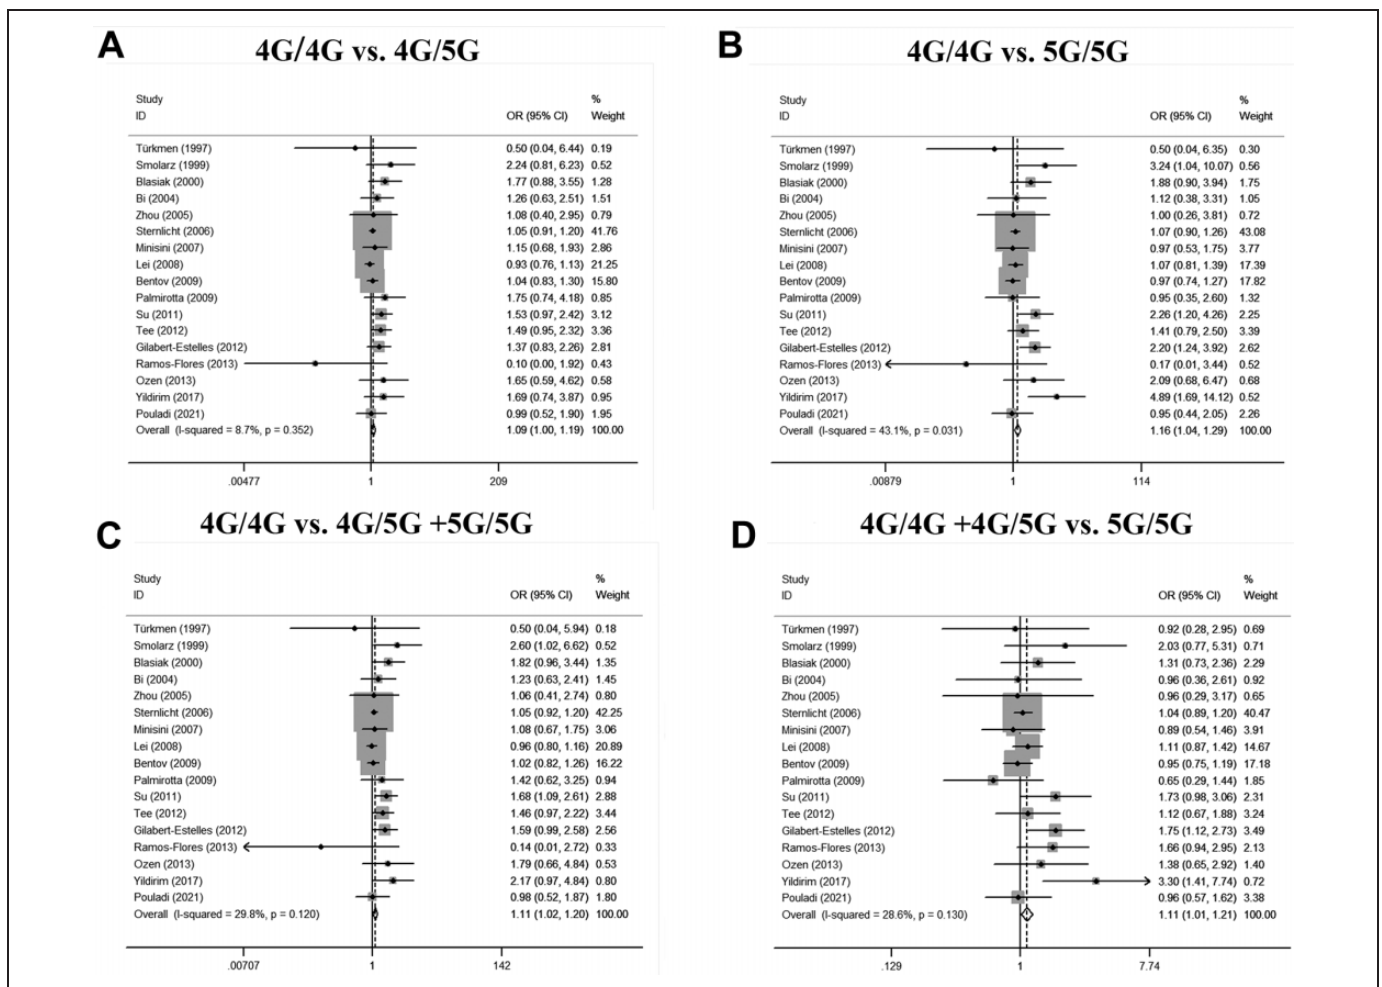 A
4G/4G vs. 4G/5G
Study %
ID OR (95% CI) Weight
Türkmen (1997) 0.50 (0.04, 6.44) 0.19
Smolarz (1999) 2.24 (0.81, 6.23) 0.52
Blasiak (2000) 1.77 (0.88, 3.55) 1.28
Bi (2004) 1.26 (0.63, 2.51) 1.51
Zhou (2005) 1.08 (0.40, 2.95) 0.79
Sternlicht (2006) 1.05 (0.91, 1.20) 41.76
Minisini (2007) 1.15 (0.68, 1.93) 2.86
Lei (2008) 0.93 (0.76, 1.13) 21.25
Bentov (2009) 1.04 (0.83, 1.30) 15.80
Palmirotta (2009) 1.75 (0.74, 4.18) 0.85
Su (2011) 1.53 (0.97, 2.42) 3.12
Tee (2012) 1.49 (0.95, 2.32) 3.36
Gilabert-Estelles (2012) 1.37 (0.83, 2.26) 2.81
Ramos-Flores (2013) 0.10 (0.00, 1.92) 0.43
Ozen (2013) 1.65 (0.59, 4.62) 0.58
Yildirim (2017) 1.69 (0.74, 3.87) 0.95
Pouladi (2021) 0.99 (0.52, 1.90) 1.95
Overall (I-squared = 8.7%, p = 0.352) 1.09 (1.00, 1.19) 100.00
.00477 1 209
B
4G/4G vs. 5G/5G
Study %
ID OR (95% CI) Weight
Türkmen (1997) 0.50 (0.04, 6.35) 0.30
Smolarz (1999) 3.24 (1.04, 10.07) 0.56
Blasiak (2000) 1.88 (0.90, 3.94) 1.75
Bi (2004) 1.12 (0.38, 3.31) 1.05
Zhou (2005) 1.00 (0.26, 3.81) 0.72
Sternlicht (2006) 1.07 (0.90, 1.26) 43.08
Minisini (2007) 0.97 (0.53, 1.75) 3.77
Lei (2008) 1.07 (0.81, 1.39) 17.39
Bentov (2009) 0.97 (0.74, 1.27) 17.82
Palmirotta (2009) 0.95 (0.35, 2.60) 1.32
Su (2011) 2.26 (1.20, 4.26) 2.25
Tee (2012) 1.41 (0.79, 2.50) 3.39
Gilabert-Estelles (2012) 2.20 (1.24, 3.92) 2.62
Ramos-Flores (2013) 0.17 (0.01, 3.44) 0.52
Ozen (2013) 2.09 (0.68, 6.47) 0.68
Yildirim (2017) 4.89 (1.69, 14.12) 0.52
Pouladi (2021) 0.95 (0.44, 2.05) 2.26
Overall (I-squared = 43.1%, p = 0.031) 1.16 (1.04, 1.29) 100.00
.00879 1 114
C
4G/4G vs. 4G/5G +5G/5G
Study %
ID OR (95% CI) Weight
Türkmen (1997) 0.50 (0.04, 5.94) 0.18
Smolarz (1999) 2.60 (1.02, 6.62) 0.52
Blasiak (2000) 1.82 (0.96, 3.44) 1.35
Bi (2004) 1.23 (0.63, 2.41) 1.45
Zhou (2005) 1.06 (0.41, 2.74) 0.80
Sternlicht (2006) 1.05 (0.92, 1.20) 42.25
Minisini (2007) 1.08 (0.67, 1.75) 3.06
Lei (2008) 0.96 (0.80, 1.16) 20.89
Bentov (2009) 1.02 (0.82, 1.26) 16.22
Palmirotta (2009) 1.42 (0.62, 3.25) 0.94
Su (2011) 1.68 (1.09, 2.61) 2.88
Tee (2012) 1.46 (0.97, 2.22) 3.44
Gilabert-Estelles (2012) 1.59 (0.99, 2.58) 2.56
Ramos-Flores (2013) 0.14 (0.01, 2.72) 0.33
Ozen (2013) 1.79 (0.66, 4.84) 0.53
Yildirim (2017) 2.17 (0.97, 4.84) 0.80
Pouladi (2021) 0.98 (0.52, 1.87) 1.80
Overall (I-squared = 29.8%, p = 0.120) 1.11 (1.02, 1.20) 100.00
.00707 1 142
D
4G/4G +4G/5G vs. 5G/5G
Study %
ID OR (95% CI) Weight
Türkmen (1997) 0.92 (0.28, 2.95) 0.69
Smolarz (1999) 2.03 (0.77, 5.31) 0.71
Blasiak (2000) 1.31 (0.73, 2.36) 2.29
Bi (2004) 0.96 (0.36, 2.61) 0.92
Zhou (2005) 0.96 (0.29, 3.17) 0.65
Sternlicht (2006) 1.04 (0.89, 1.20) 40.47
Minisini (2007) 0.89 (0.54, 1.46) 3.91
Lei (2008) 1.11 (0.87, 1.42) 14.67
Bentov (2009) 0.95 (0.75, 1.19) 17.18
Palmirotta (2009) 0.65 (0.29, 1.44) 1.85
Su (2011) 1.73 (0.98, 3.06) 2.31
Tee (2012) 1.12 (0.67, 1.88) 3.24
Gilabert-Estelles (2012) 1.75 (1.12, 2.73) 3.49
Ramos-Flores (2013) 1.66 (0.94, 2.95) 2.13
Ozen (2013) 1.38 (0.65, 2.92) 1.40
Yildirim (2017) 3.30 (1.41, 7.74) 0.72
Pouladi (2021) 0.96 (0.57, 1.62) 3.38
Overall (I-squared = 28.6%, p = 0.130) 1.11 (1.01, 1.21) 100.00
.129 1 7.74